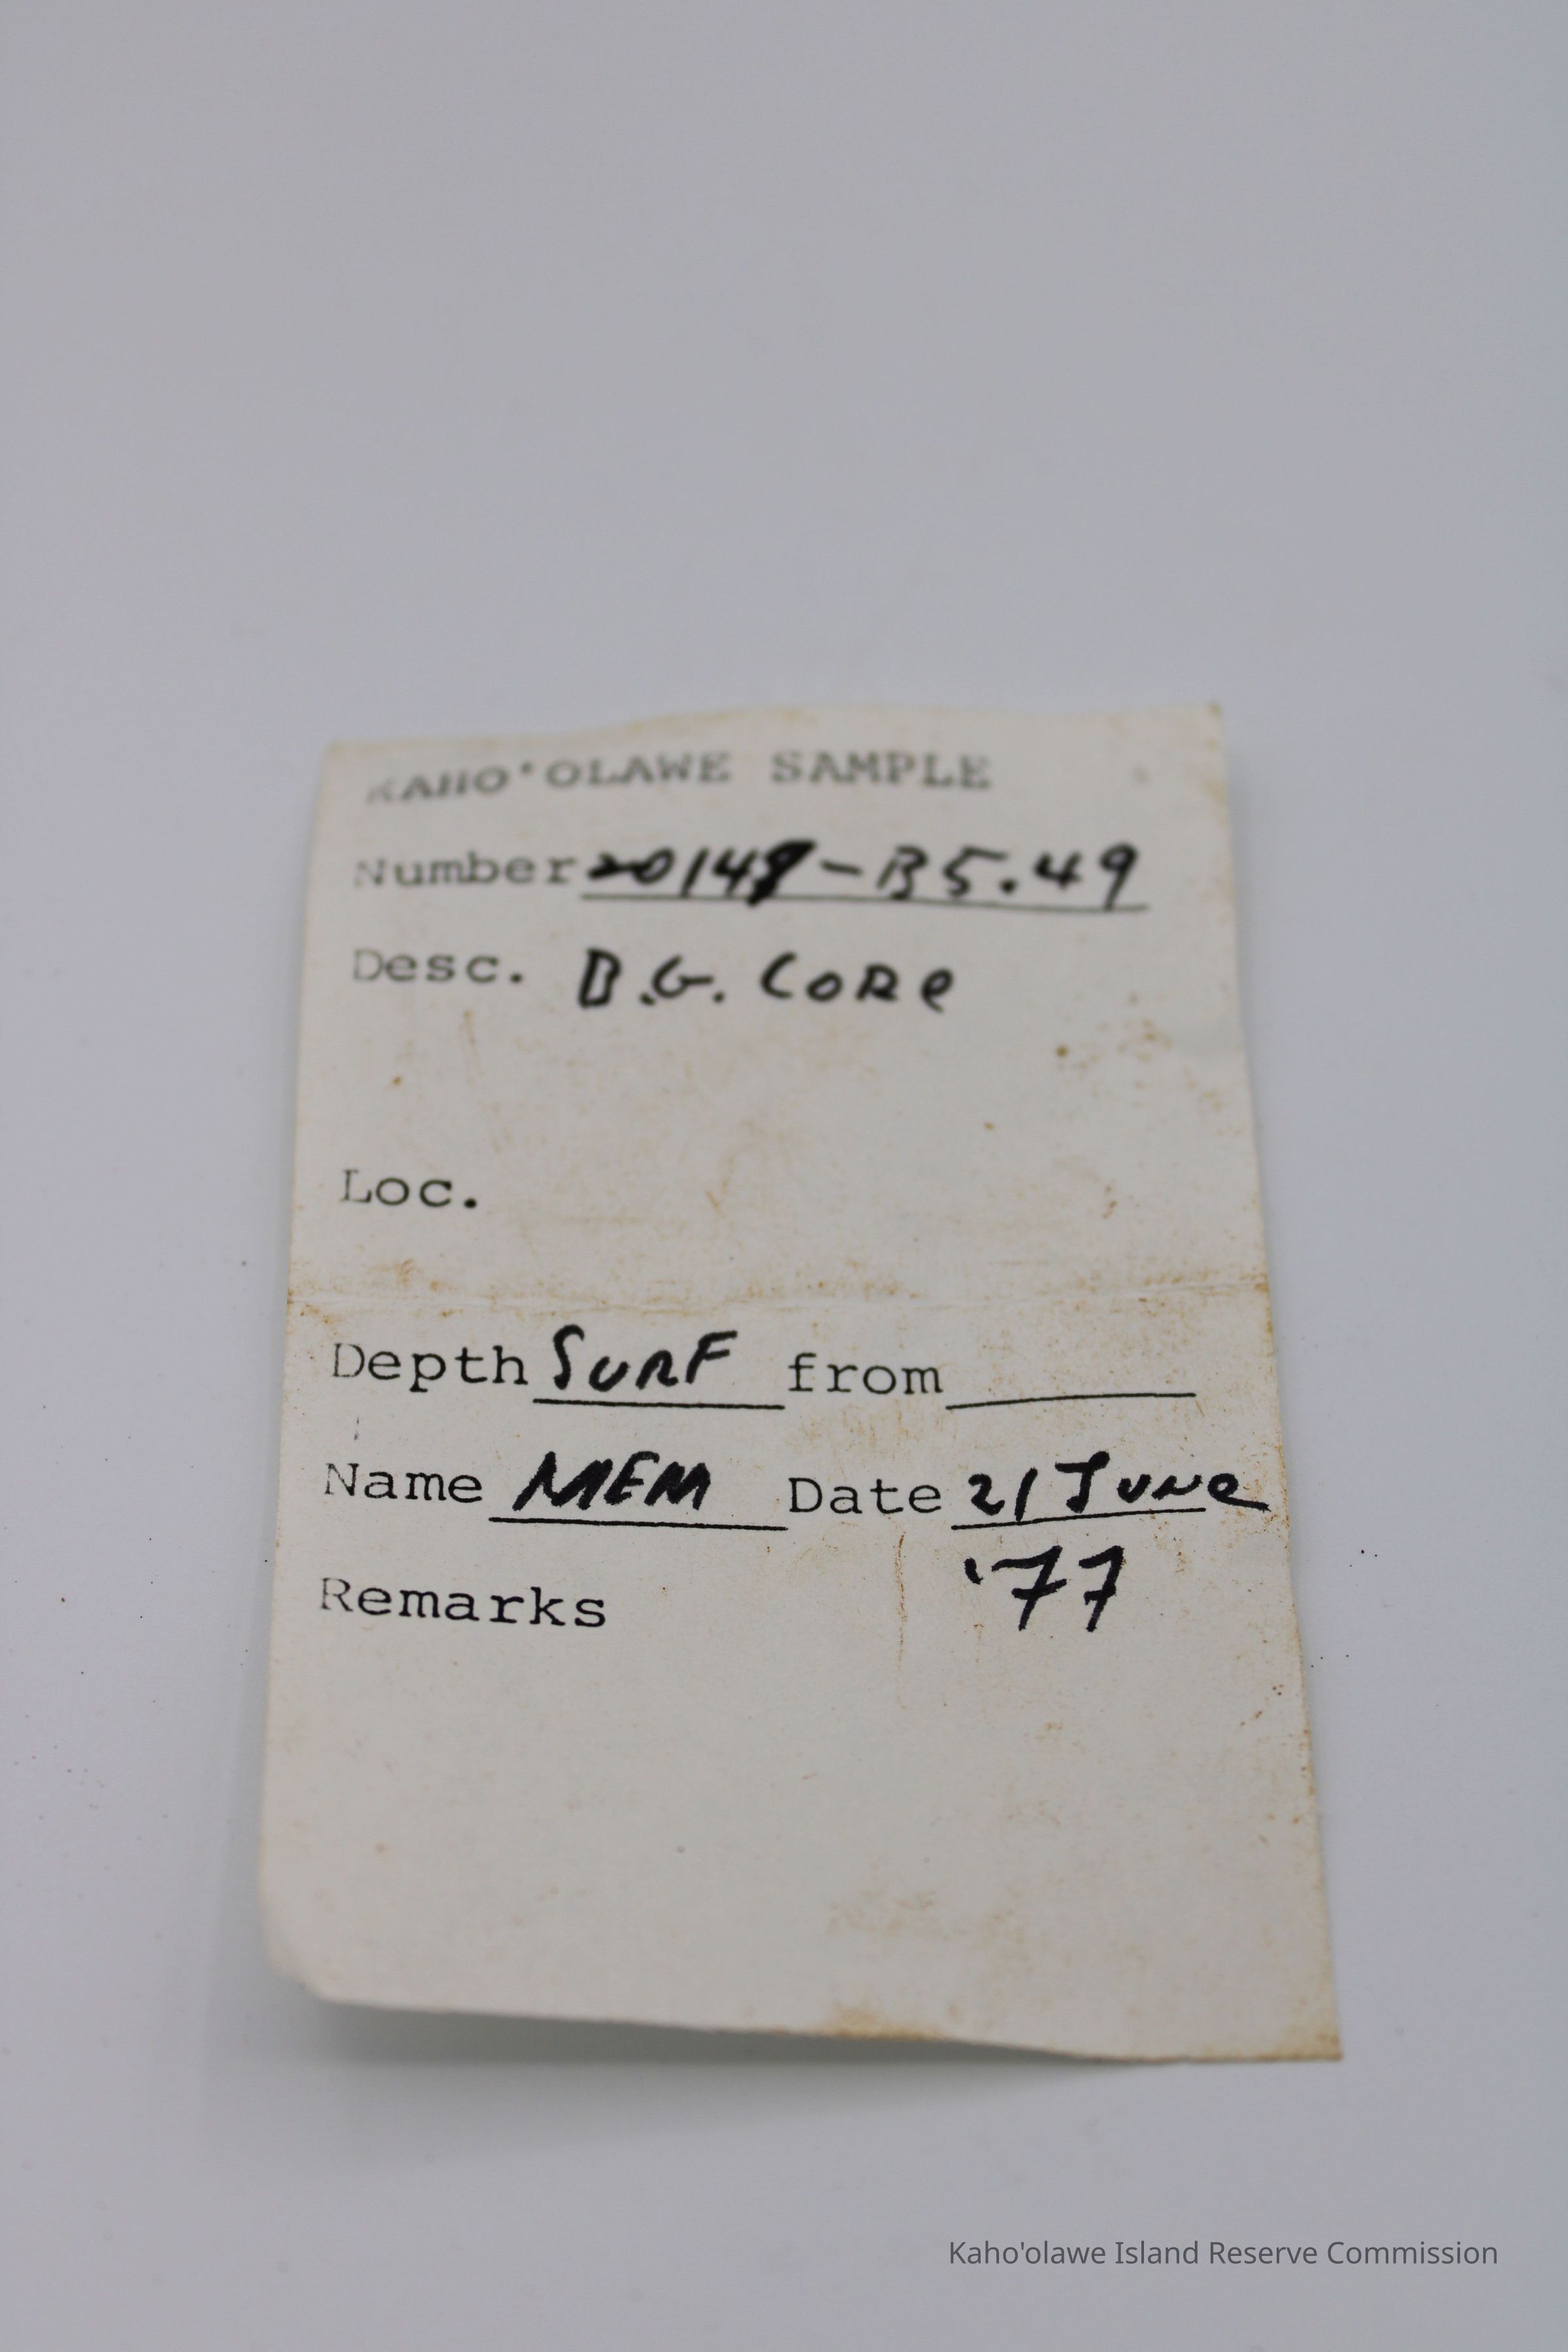 KAHO'OLAWE SAMPLE
Number 20149-B5.49
Desc. B.G. CORe
Loc.
Depth SURF from
Name MEM Date 21 June
'77
Remarks
Kaho'olawe Island Reserve Commission